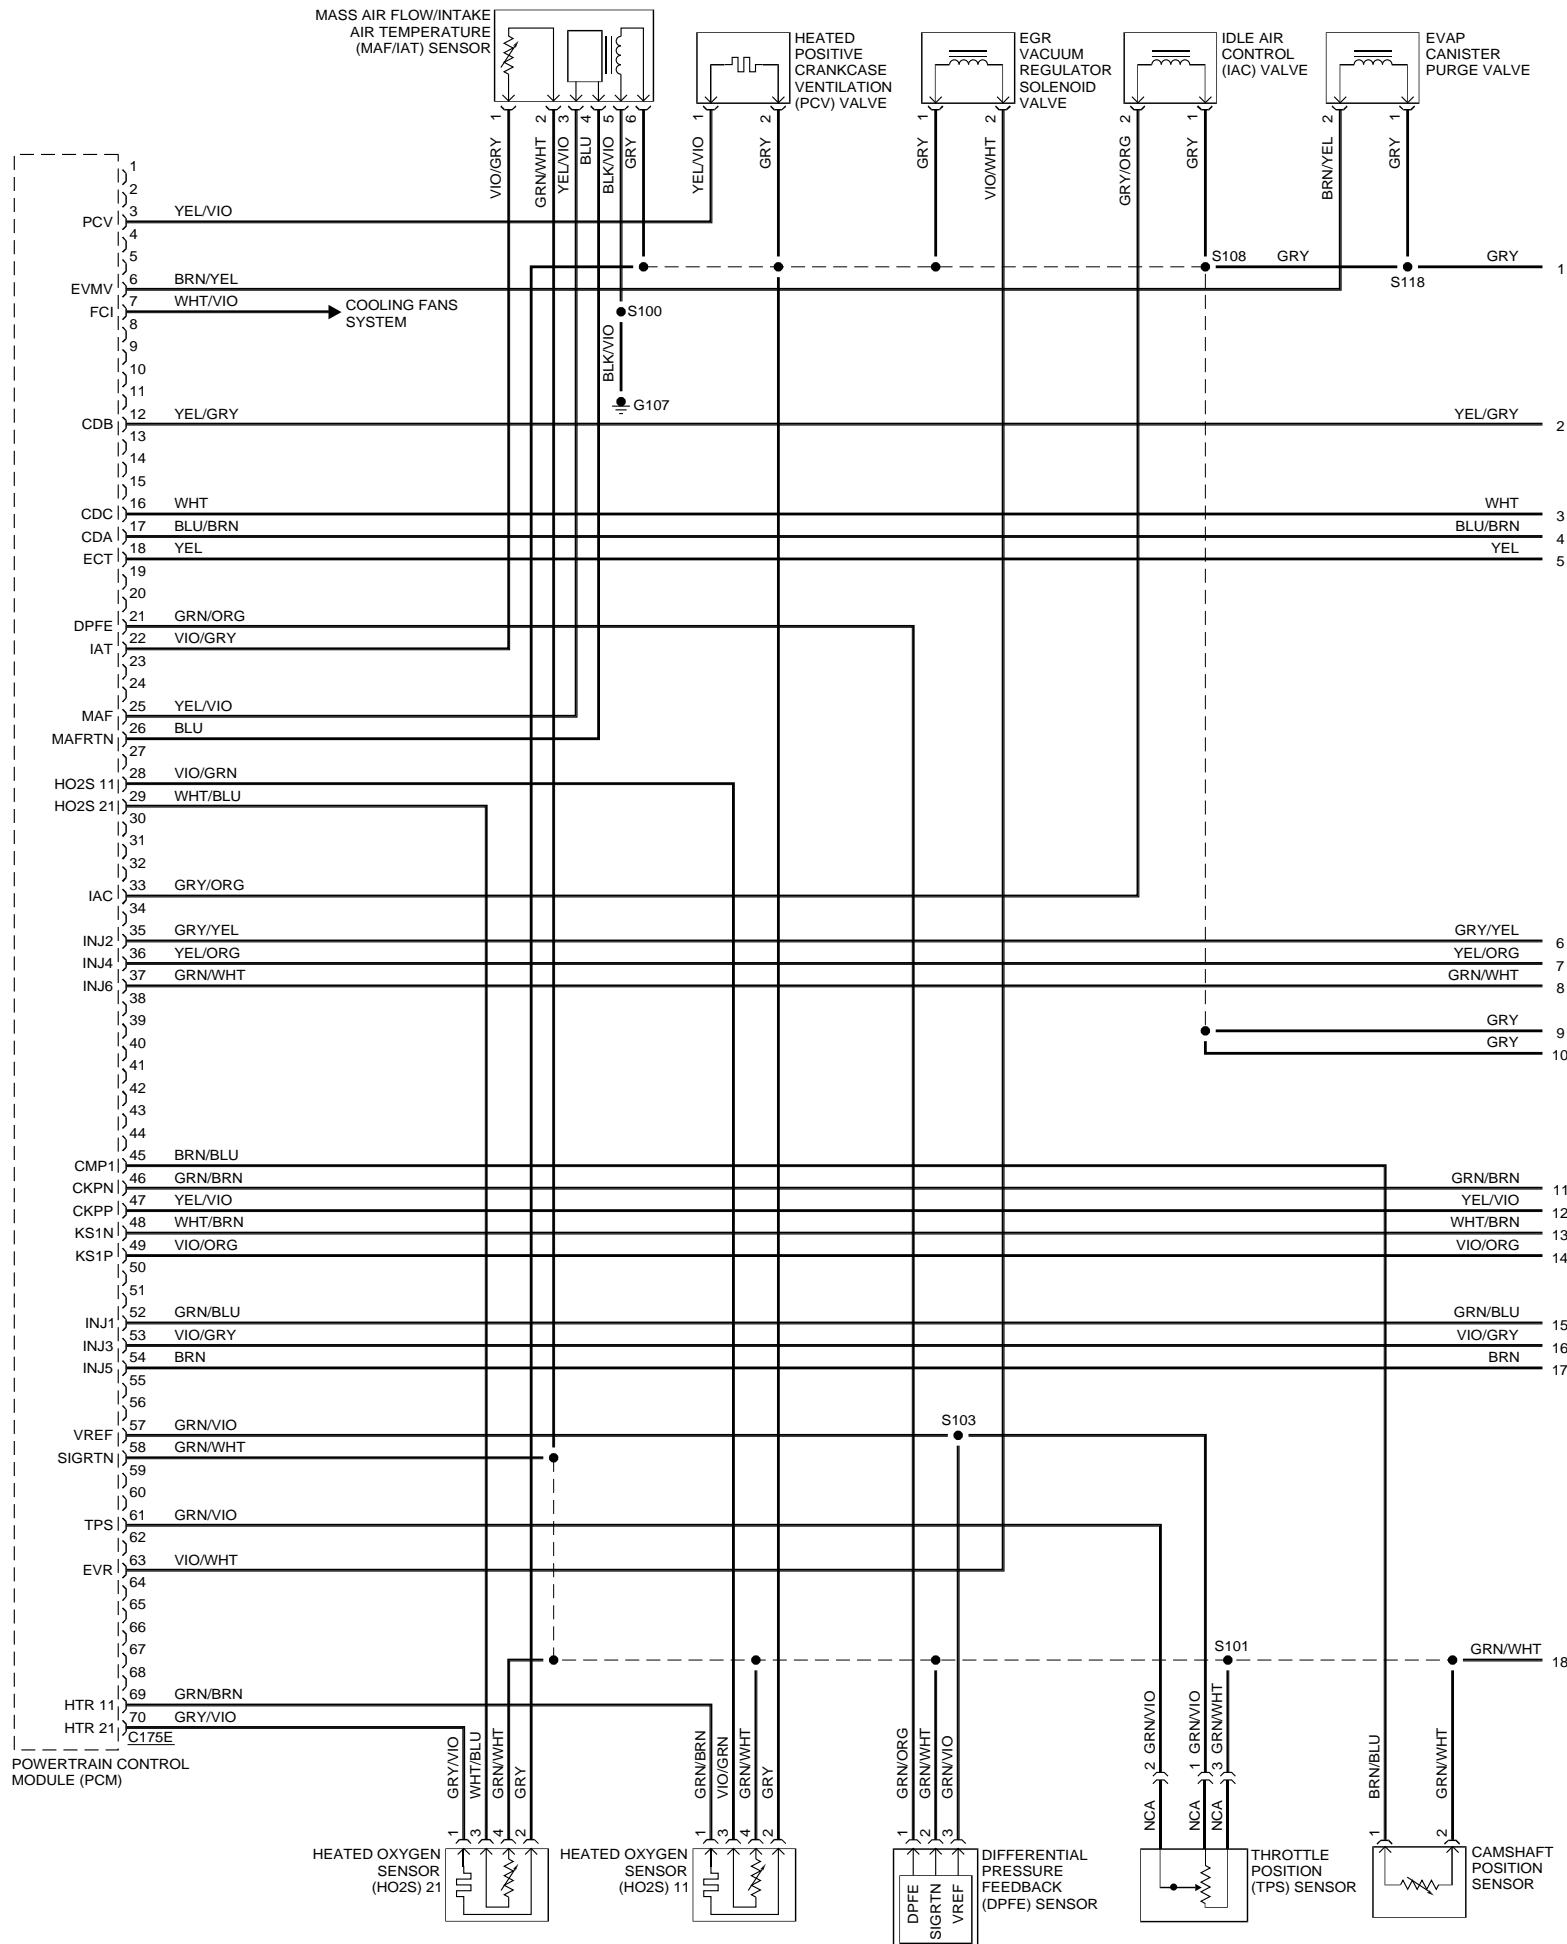 MASS AIR FLOW/INTAKE
AIR TEMPERATURE
(MAF/IAT) SENSOR
HEATED
POSITIVE
CRANKCASE
VENTILATION
(PCV) VALVE
EGR
VACUUM
REGULATOR
SOLENOID
VALVE
IDLE AIR
CONTROL
(IAC) VALVE
EVAP
CANISTER
PURGE VALVE
1 VIO/GRY
2 GRN/WHT
3 YEL/VIO
4 BLU
5 BLK/VIO
6 GRY
1 YEL/VIO
2 GRY
1 GRY
2 VIO/WHT
2 GRY/ORG
1 GRY
2 BRN/YEL
1 GRY
1
2
PCV 3 YEL/VIO
4
5
S108 GRY GRY 1
S118
EVMV 6 BRN/YEL
FCI 7 WHT/VIO
COOLING FANS
SYSTEM
S100
BLK/VIO
G107
8
9
10
11
CDB 12 YEL/GRY YEL/GRY 2
13
14
15
CDC 16 WHT WHT 3
CDA 17 BLU/BRN BLU/BRN 4
ECT 18 YEL YEL 5
19
20
DPFE 21 GRN/ORG
IAT 22 VIO/GRY
23
24
MAF 25 YEL/VIO
MAFRTN 26 BLU
27
HO2S 11 28 VIO/GRN
HO2S 21 29 WHT/BLU
30
31
32
IAC 33 GRY/ORG
34
INJ2 35 GRY/YEL GRY/YEL 6
INJ4 36 YEL/ORG YEL/ORG 7
INJ6 37 GRN/WHT GRN/WHT 8
38
39
GRY 9
40
GRY 10
41
42
43
44
CMP1 45 BRN/BLU
CKPN 46 GRN/BRN GRN/BRN 11
CKPP 47 YEL/VIO YEL/VIO 12
KS1N 48 WHT/BRN WHT/BRN 13
KS1P 49 VIO/ORG VIO/ORG 14
50
51
INJ1 52 GRN/BLU GRN/BLU 15
INJ3 53 VIO/GRY VIO/GRY 16
INJ5 54 BRN BRN 17
55
56
VREF 57 GRN/VIO S103
SIGRTN 58 GRN/WHT
59
60
TPS 61 GRN/VIO
62
EVR 63 VIO/WHT
64
65
66
67
S101 GRN/WHT 18
68
HTR 11 69 GRN/BRN
HTR 21 70 GRY/VIO
C175E
POWERTRAIN CONTROL
MODULE (PCM)
1 GRY/VIO
3 WHT/BLU
4 GRN/WHT
2 GRY
1 GRN/BRN
3 VIO/GRN
4 GRN/WHT
2 GRY
1 GRN/ORG
2 GRN/WHT
3 GRN/VIO
NCA 2 GRN/VIO
NCA 1 GRN/VIO
NCA 3 GRN/WHT
1 BRN/BLU
2 GRN/WHT
HEATED OXYGEN
SENSOR
(HO2S) 21
HEATED OXYGEN
SENSOR
(HO2S) 11
DPFE
SIGRTN
VREF
DIFFERENTIAL
PRESSURE
FEEDBACK
(DPFE) SENSOR
THROTTLE
POSITION
(TPS) SENSOR
CAMSHAFT
POSITION
SENSOR